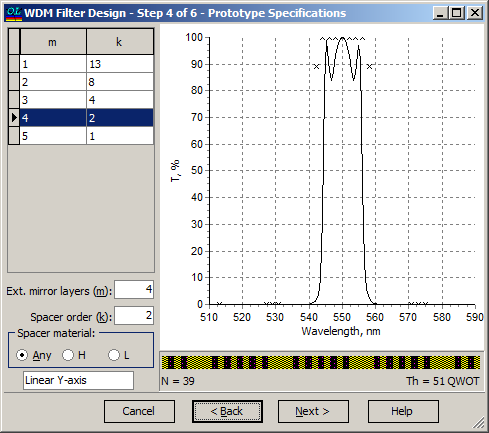 OL WDM Filter Design - Step 4 of 6 - Prototype Specifications
m k
1 13
2 8
3 4
4 2
5 1
Ext. mirror layers (m): 4
Spacer order (k): 2
Spacer material:
Any H L
Linear Y-axis
T, %
100
90
80
70
60
50
40
30
20
10
0
510 520 530 540 550 560 570 580 590
Wavelength, nm
N = 39 Th = 51 QWOT
Cancel < Back Next > Help